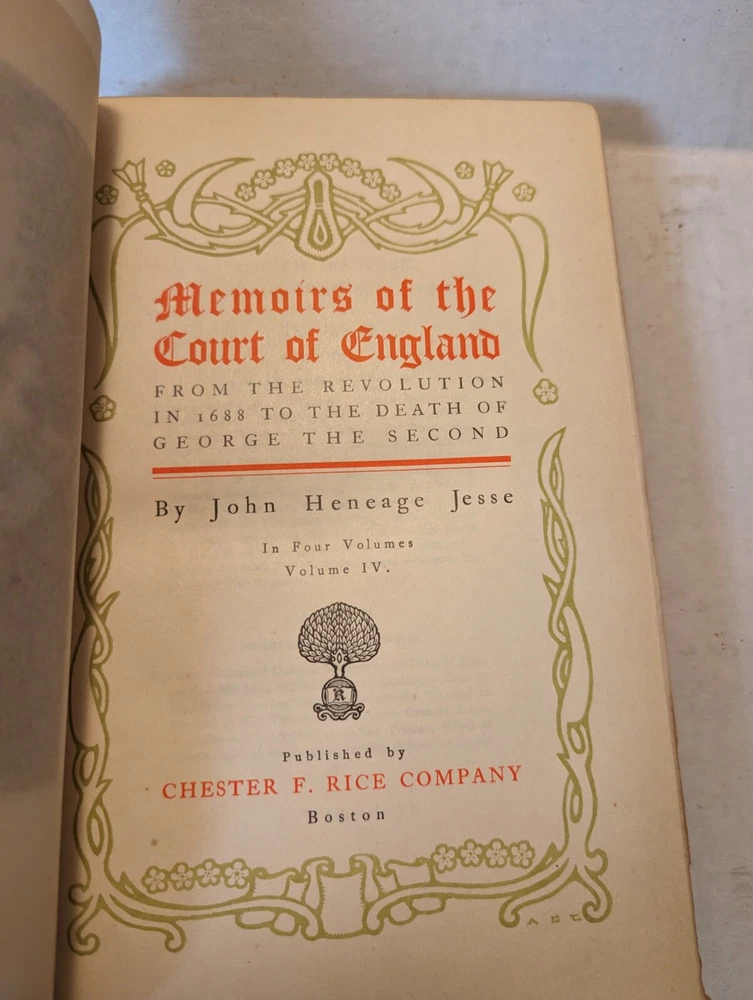 Memoirs of the
Court of England
FROM THE REVOLUTION
IN 1688 TO THE DEATH OF
GEORGE THE SECOND
By John Heneage Jesse
In Four Volumes
Volume IV.
R
Published by
CHESTER F. RICE COMPANY
Boston